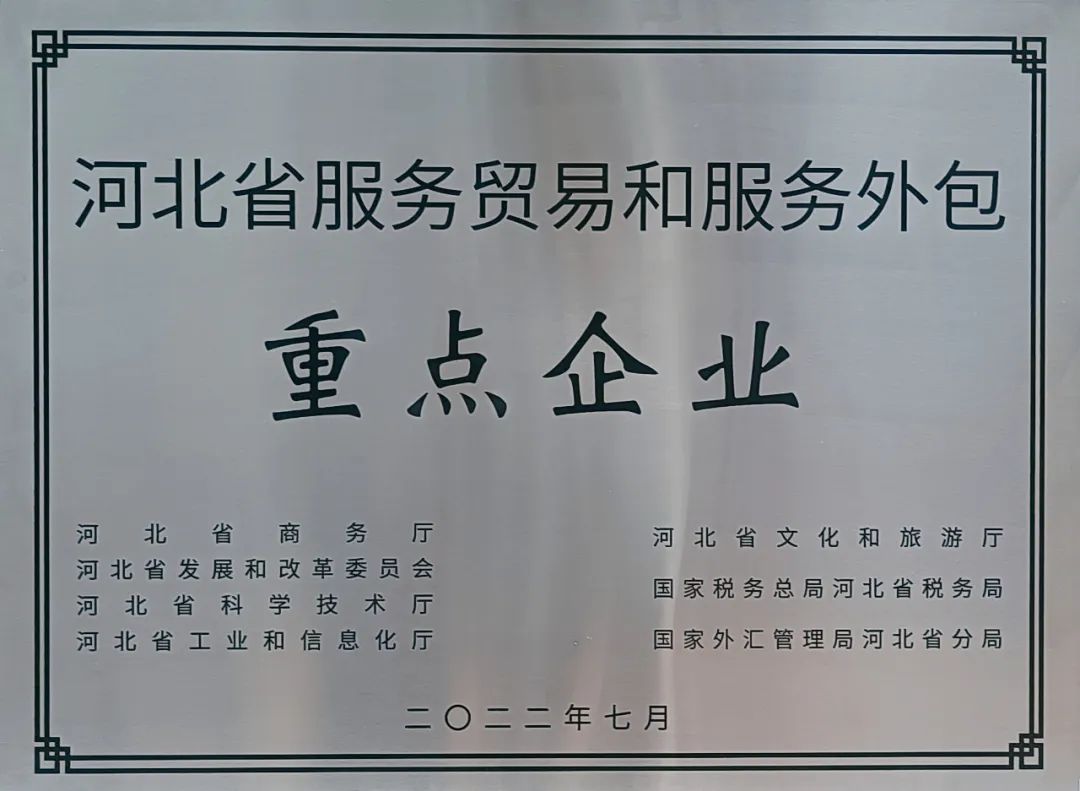 河北省服务贸易和服务外包
重点企业
河北省商务厅
河北省发展和改革委员会
河北省科学技术厅
河北省工业和信息化厅
河北省文化和旅游厅
国家税务总局河北省税务局
国家外汇管理局河北省分局
二〇二二年七月